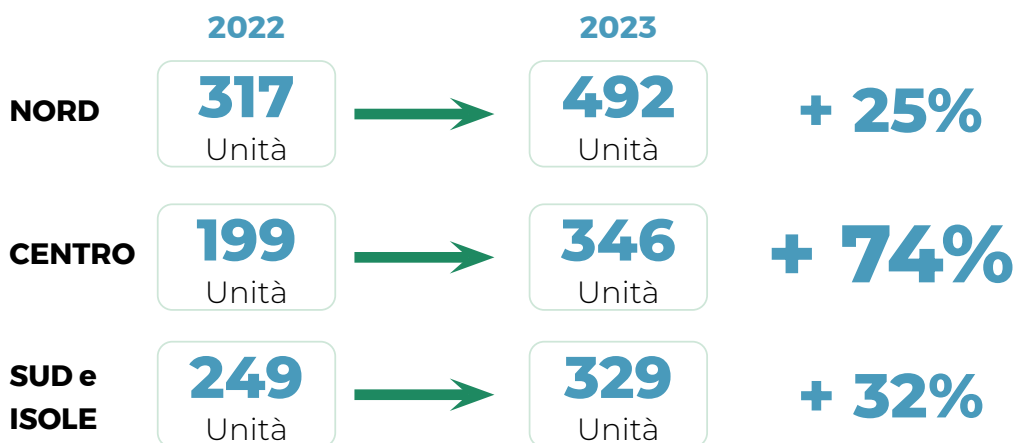 2022 2023
NORD 317 Unità 492 Unità + 25%
CENTRO 199 Unità 346 Unità + 74%
SUD e ISOLE 249 Unità 329 Unità + 32%